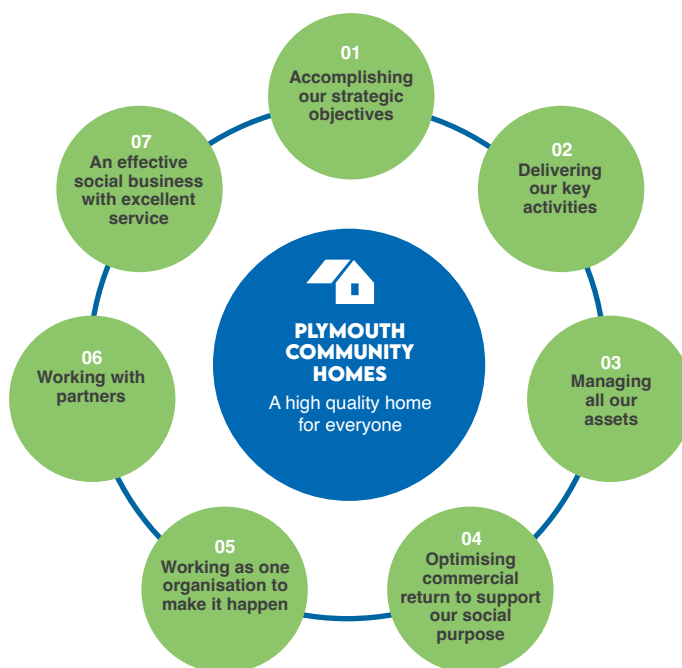 01
Accomplishing
our strategic
objectives
02
Delivering
our key
activities
03
Managing
all our
assets
04
Optimising
commercial
return to support
our social
purpose
05
Working as one
organisation to
make it happen
06
Working with
partners
07
An effective
social business
with excellent
service
PLYMOUTH
COMMUNITY
HOMES
A high quality home
for everyone